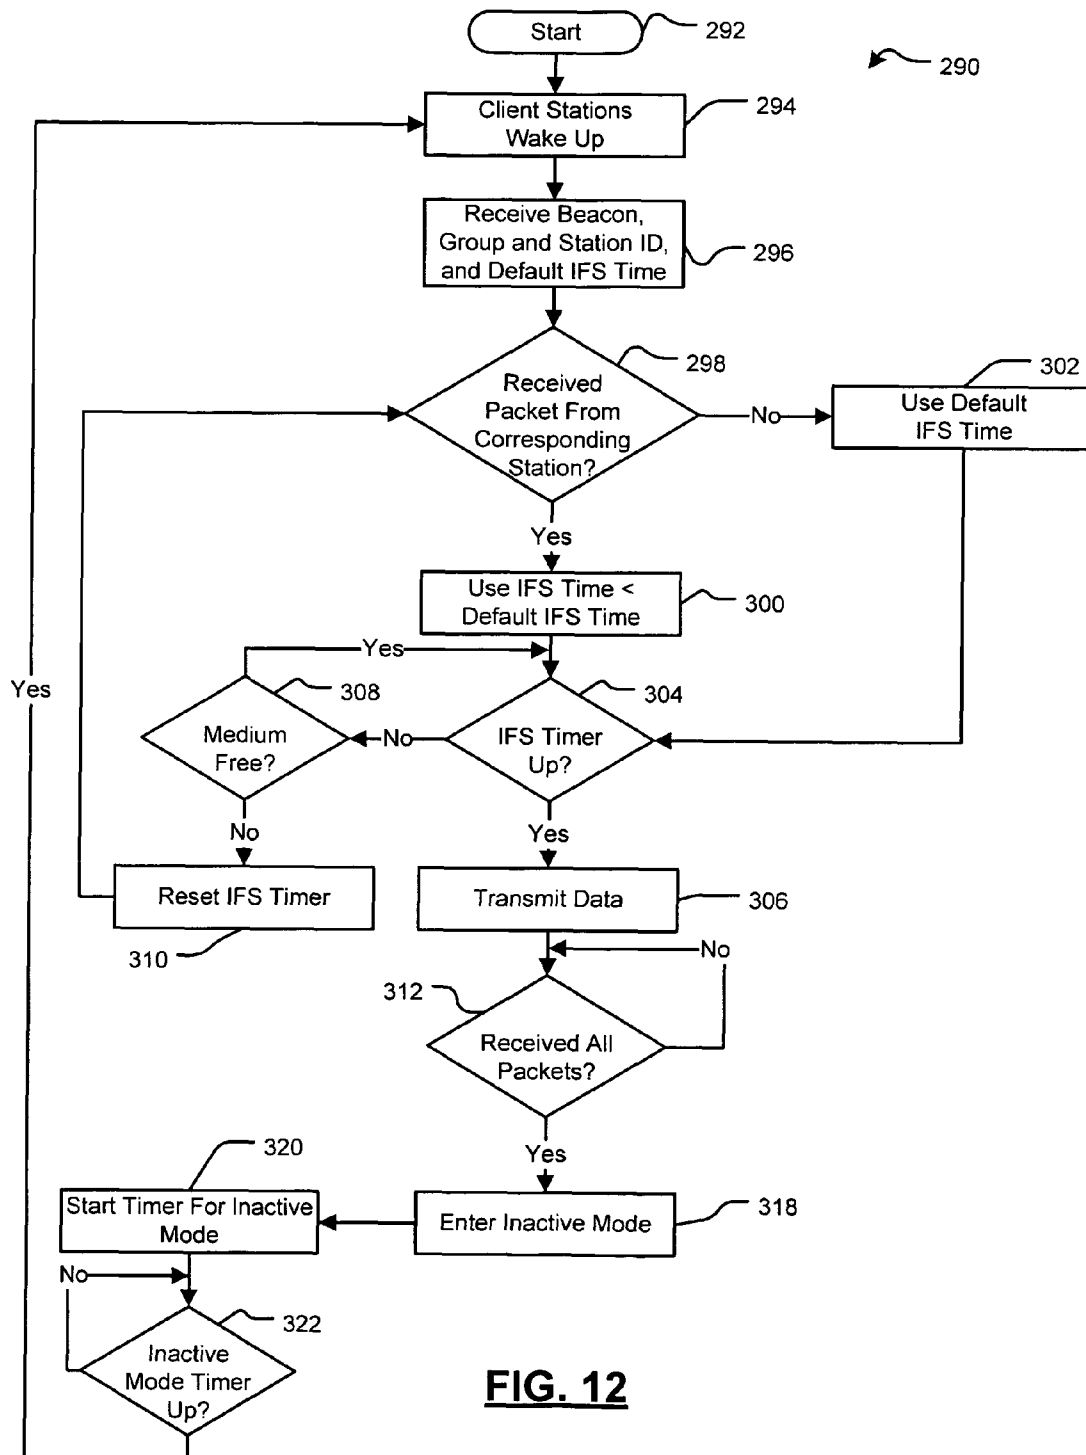 Start
292
290
Client Stations
Wake Up
294
Receive Beacon,
Group and Station ID,
and Default IFS Time
296
298
Received
Packet From
Corresponding
Station?
No
302
Use Default
IFS Time
Yes
Use IFS Time <
Default IFS Time
300
Yes
Yes
308
Medium
Free?
No
304
IFS Timer
Up?
No
Yes
Reset IFS Timer
310
Transmit Data
306
No
312
Received All
Packets?
Yes
320
Start Timer For Inactive
Mode
Enter Inactive Mode
318
No
322
Inactive
Mode Timer
Up?
FIG. 12